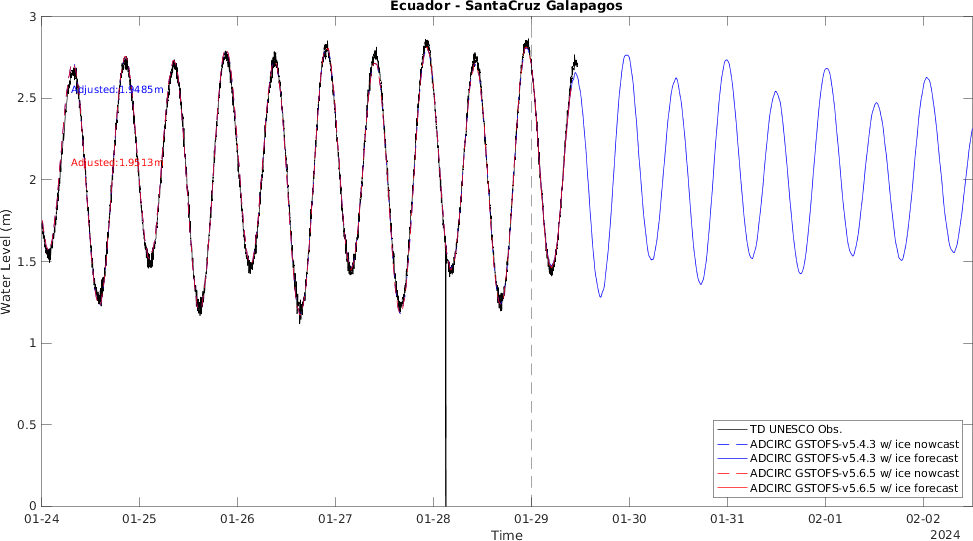 Ecuador - SantaCruz Galapagos
3
2.5
2
1.5
1
0.5
0
Water Level (m)
Adjusted:1.9485m
Adjusted:1.9513m
TD UNESCO Obs.
ADCIRC GSTOFS-v5.4.3 w/ ice nowcast
ADCIRC GSTOFS-v5.4.3 w/ ice forecast
ADCIRC GSTOFS-v5.6.5 w/ ice nowcast
ADCIRC GSTOFS-v5.6.5 w/ ice forecast
01-24 01-25 01-26 01-27 01-28 01-29 01-30 01-31 02-01 02-02
Time
2024